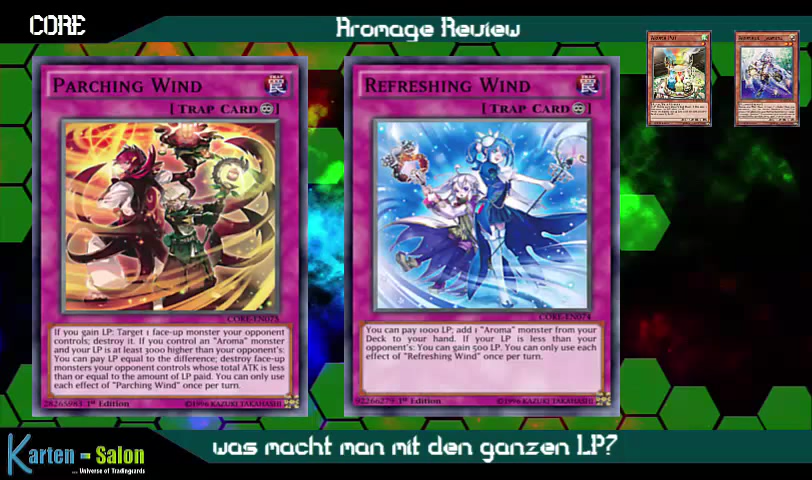 CORE
Aromage Review
PARCHING WIND
[TRAP CARD]
CORE-EN073
If you gain LP: Target 1 face-up monster your opponent
controls; destroy it. If you control an "Aroma" monster
and your LP is at least 3000 higher than your opponent's:
You can pay LP equal to the difference; destroy face-up
monsters your opponent controls whose total ATK is less
than or equal to the amount of LP paid. You can only use
each effect of "Parching Wind" once per turn.
1ST Edition
©1996 KAZUKI TAKAHASHI
REFRESHING WIND
[TRAP CARD]
CORE-EN074
You can pay 1000 LP; add 1 "Aroma" monster from your
Deck to your hand. If your LP is less than your
opponent's: You can gain 500 LP. You can only use each
effect of "Refreshing Wind" once per turn.
92266279 1ST Edition
©1996 KAZUKI TAKAHASHI
Karten - Salon
... Universe of Tradingcards
was macht man mit den ganzen LP?